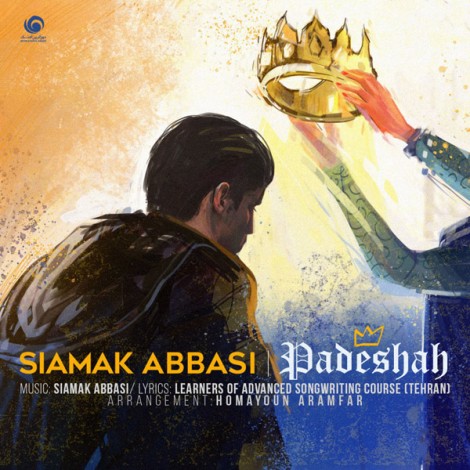 SIAMAK ABBASI | Padeshah
MUSIC: SIAMAK ABBASI/ LYRICS: LEARNERS OF ADVANCED SONGWRITING COURSE (TEHRAN)
ARRANGEMENT: HOMAYOUN ARAMFAR